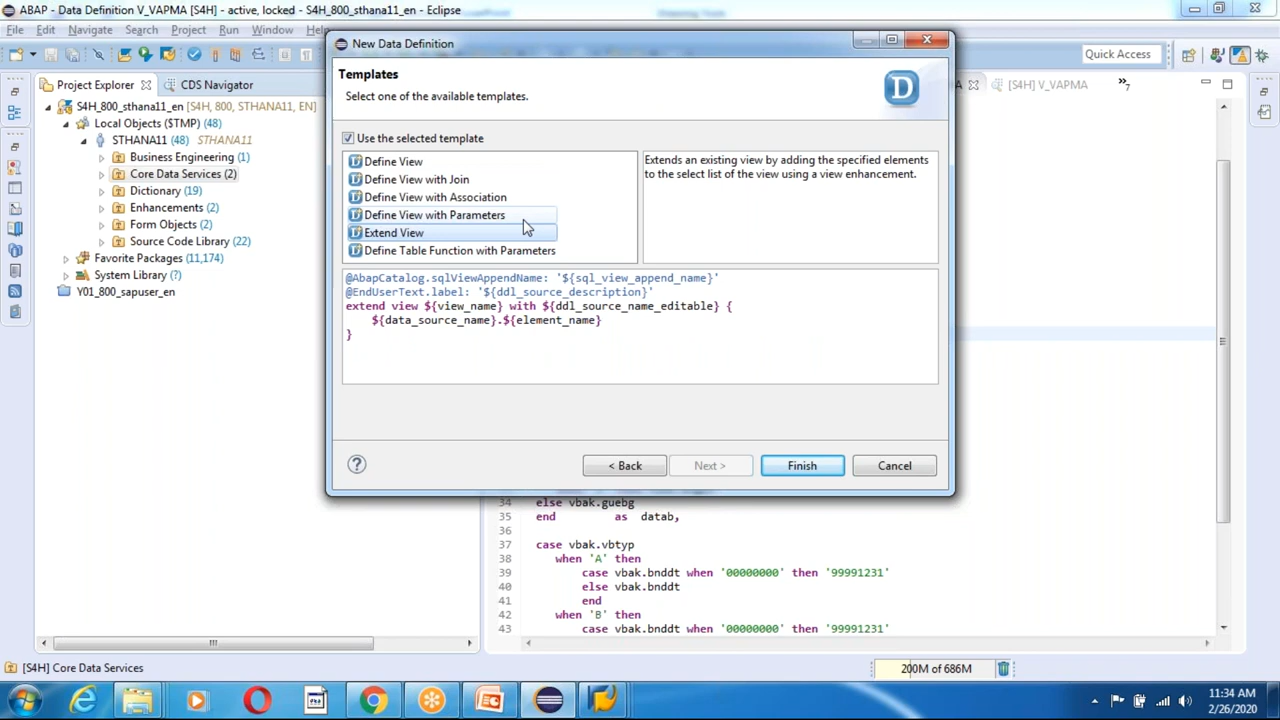 ABAP - Data Definition V_VAPMA [S4H] - active, locked - S4H_800_sthana11_en - Eclipse
File Edit Navigate Search Project Run Window Help
Quick Access
Project Explorer
CDS Navigator
[S4H] V_VAPMA
7
S4H_800_sthana11_en [S4H, 800, STHANA11, EN]
Local Objects ($TMP) (48)
STHANA11 (48) STHANA11
Business Engineering (1)
Core Data Services (2)
Dictionary (19)
Enhancements (2)
Form Objects (2)
Source Code Library (22)
Favorite Packages (11,174)
System Library (?)
Y01_800_sapuser_en
New Data Definition
Templates
Select one of the available templates.
D
Use the selected template
Define View
Define View with Join
Define View with Association
Define View with Parameters
Extend View
Define Table Function with Parameters
Extends an existing view by adding the specified elements
to the select list of the view using a view enhancement.
@AbapCatalog.sqlViewAppendName: '${sql_view_append_name}'
@EndUserText.label: '${ddl_source_description}'
extend view ${view_name} with ${ddl_source_name_editable} {
${data_source_name}.${element_name}
}
?
< Back
Next >
Finish
Cancel
34 else vbak.guebg
35 end as datab,
36
37 case vbak.vbtyp
38 when 'A' then
39 case vbak.bnddt when '00000000' then '99991231'
40 else vbak.bnddt
41 end
42 when 'B' then
43 case vbak.bnddt when '00000000' then '99991231'
[S4H] Core Data Services
200M of 686M
11:34 AM
2/26/2020